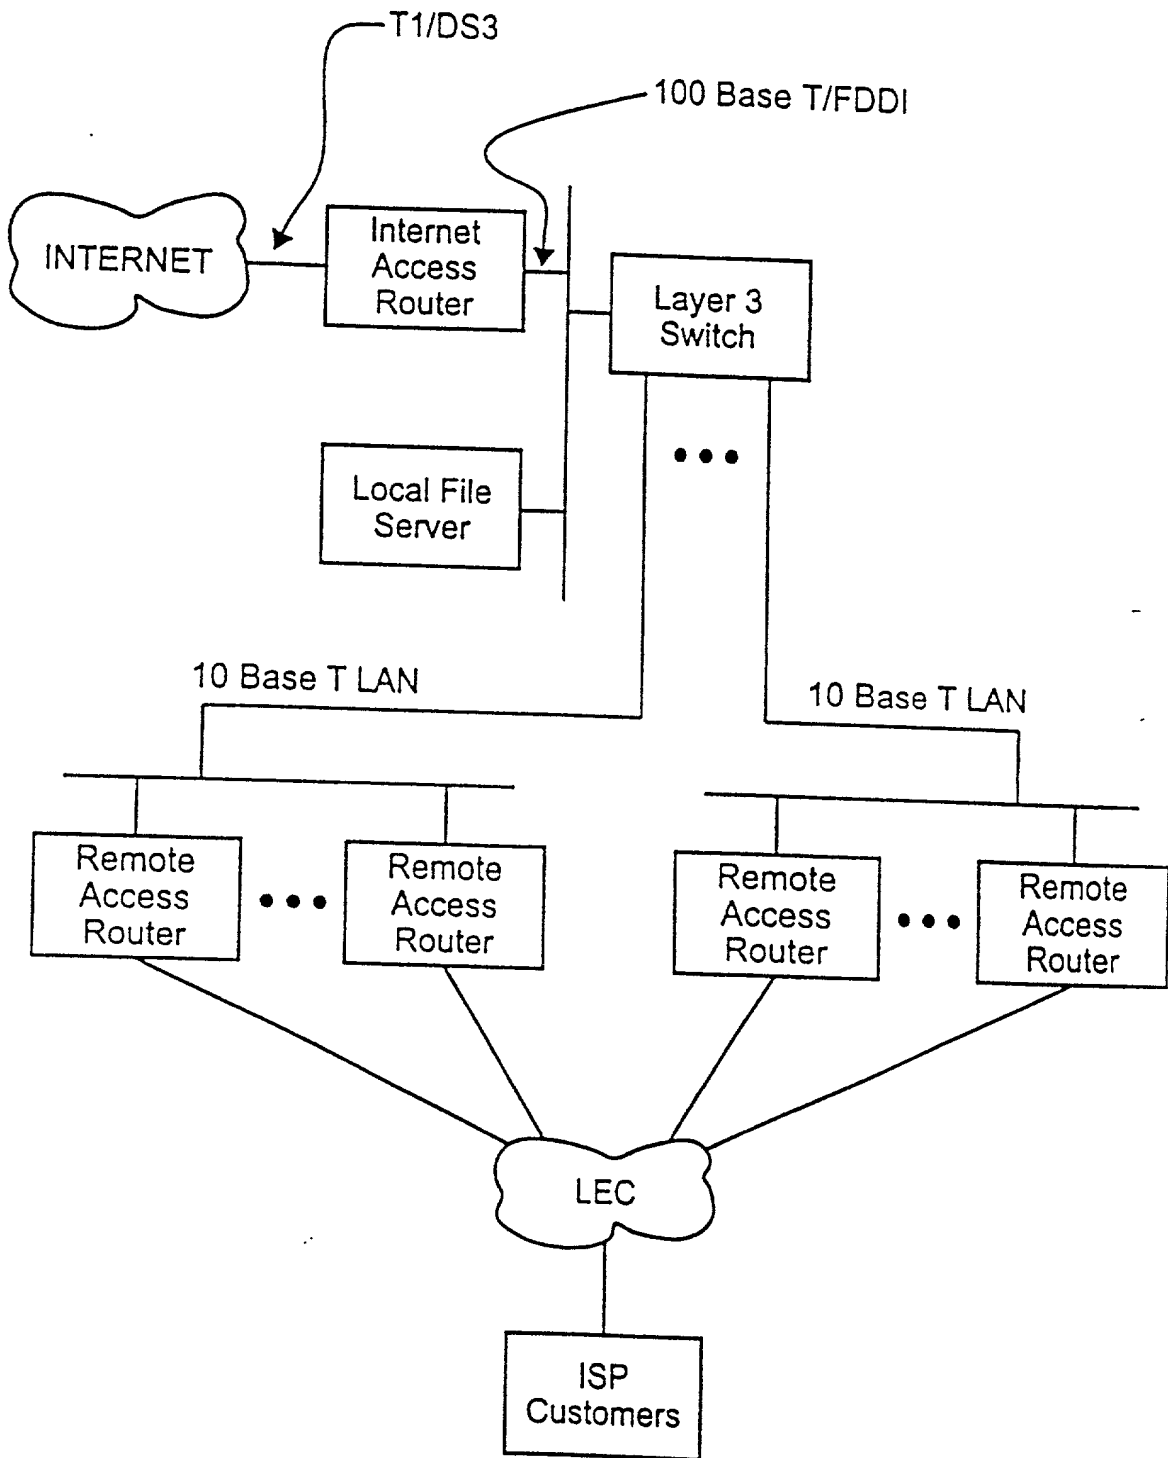 T1/DS3
100 Base T/FDDI
INTERNET
Internet
Access
Router
Layer 3
Switch
Local File
Server
10 Base T LAN
10 Base T LAN
Remote
Access
Router
Remote
Access
Router
Remote
Access
Router
Remote
Access
Router
LEC
ISP
Customers